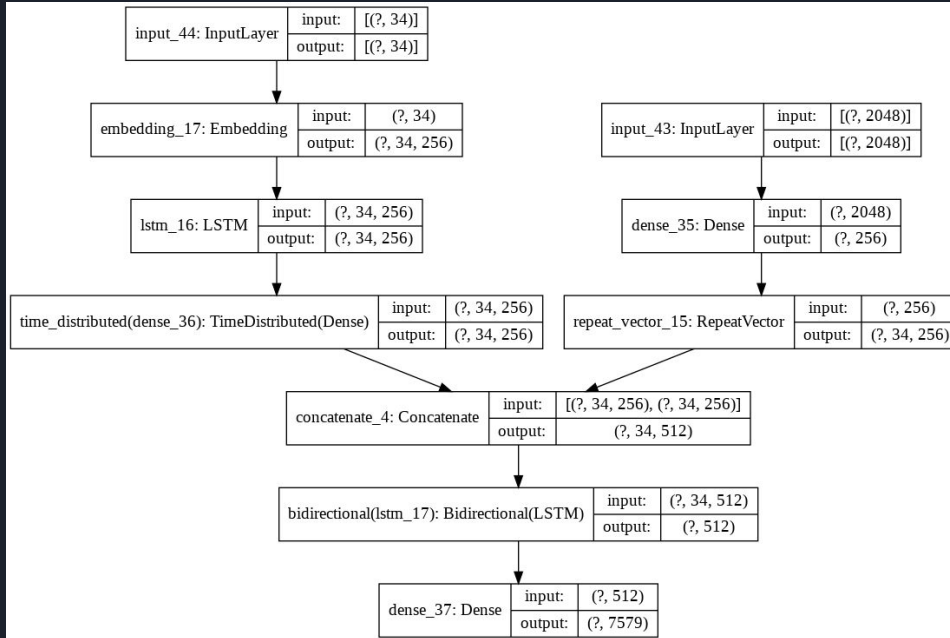 input_44: InputLayer input: [(?, 34)]
output: [(?, 34)]
embedding_17: Embedding input: (?, 34)
output: (?, 34, 256)
input_43: InputLayer input: [(?, 2048)]
output: [(?, 2048)]
lstm_16: LSTM input: (?, 34, 256)
output: (?, 34, 256)
dense_35: Dense input: (?, 2048)
output: (?, 256)
time_distributed(dense_36): TimeDistributed(Dense) input: (?, 34, 256)
output: (?, 34, 256)
repeat_vector_15: RepeatVector input: (?, 256)
output: (?, 34, 256)
concatenate_4: Concatenate input: [(?, 34, 256), (?, 34, 256)]
output: (?, 34, 512)
bidirectional(lstm_17): Bidirectional(LSTM) input: (?, 34, 512)
output: (?, 512)
dense_37: Dense input: (?, 512)
output: (?, 7579)